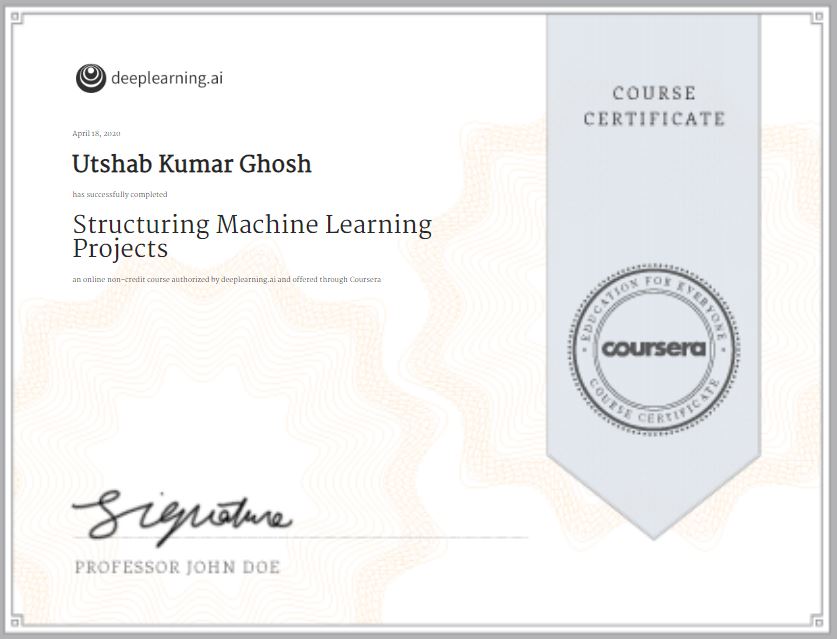 deeplearning.ai
COURSE
CERTIFICATE
April 18, 2020
Utshab Kumar Ghosh
has successfully completed
Structuring Machine Learning
Projects
an online non-credit course authorized by deeplearning.ai and offered through Coursera
EDUCATION FOR EVERYONE
coursera
COURSE CERTIFICATE
Signature
PROFESSOR JOHN DOE